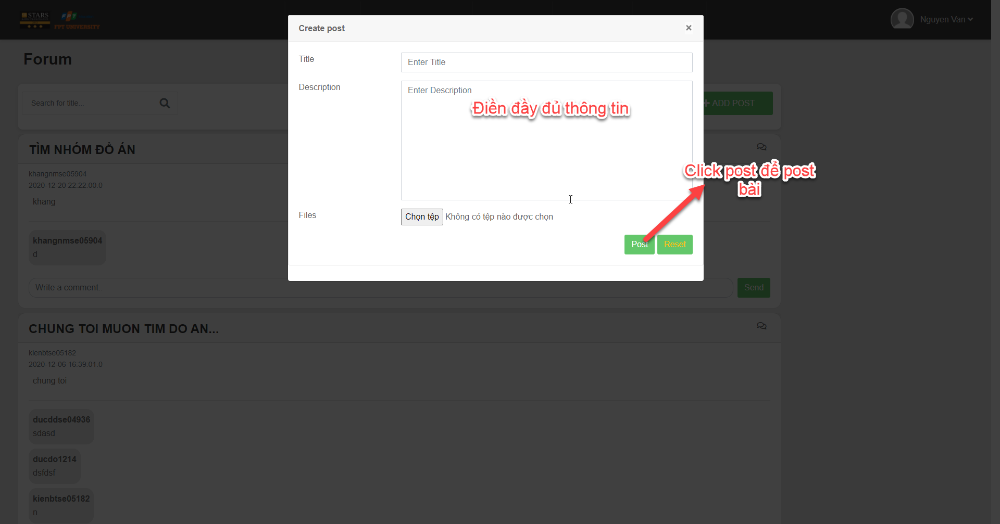 STARS
FPT UNIVERSITY
Nguyen Van
Create post
×
Title
Enter Title
Description
Enter Description
Điền đầy đủ thông tin
Files
Chọn tệp Không có tệp nào được chọn
Post Reset
Click post để post
bài
Forum
Search for title...
ADD POST
TÌM NHÓM ĐỒ ÁN
khangnmse05904
2020-12-20 22:22:00.0
khang
khangnmse05904
d
Write a comment..
Send
CHUNG TOI MUON TIM DO AN...
kienbtse05182
2020-12-06 16:39:01.0
chung toi
ducddse04936
sdasd
ducdo1214
dsfdsf
kienbtse05182
n